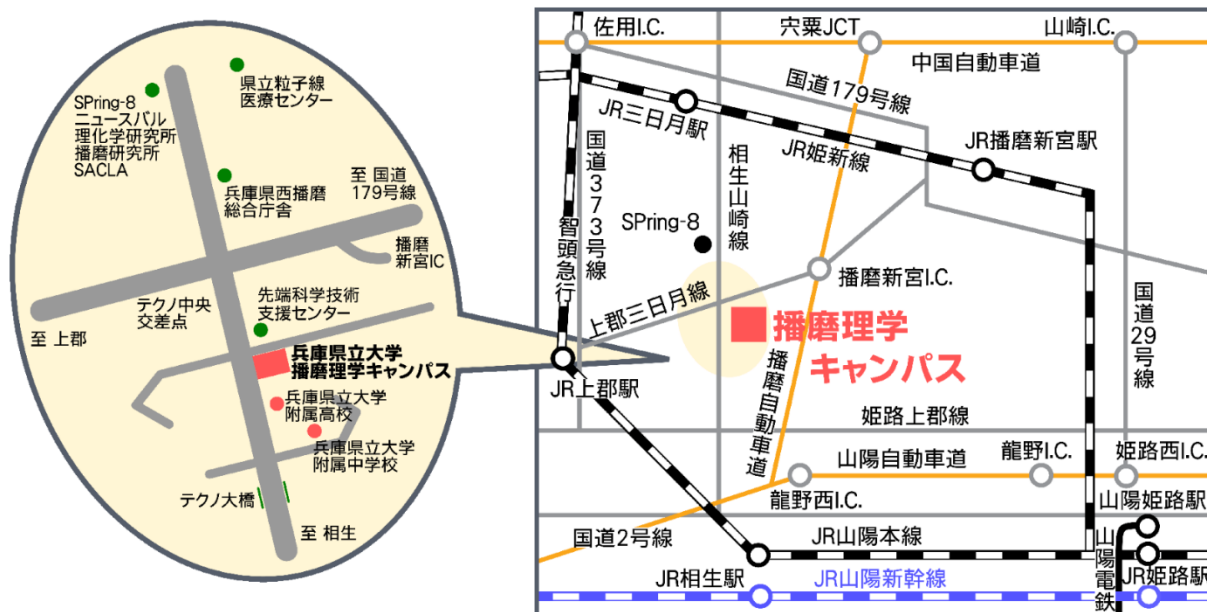 県立粒子線
医療センター
SPring-8
ニュースバル
理化学研究所
播磨研究所
SACLA
兵庫県西播磨
総合庁舎
至 国道
179号線
播磨
新宮IC
テクノ中央
交差点
先端科学技術
支援センター
至 上郡
兵庫県立大学
播磨理学キャンパス
兵庫県立大学
附属高校
兵庫県立大学
附属中学校
テクノ大橋
至 相生
佐用I.C.
宍粟JCT
山崎I.C.
中国自動車道
国道179号線
JR三日月駅
JR姫新線
JR播磨新宮駅
国道373号線
智頭急行
相生山崎線
SPring-8
播磨新宮I.C.
上郡三日月線
国道29号線
播磨理学
キャンパス
播磨自動車道
JR上郡駅
姫路上郡線
山陽自動車道
龍野I.C.
姫路西I.C.
龍野西I.C.
山陽姫路駅
国道2号線
JR山陽本線
山陽電鉄
JR相生駅
JR山陽新幹線
JR姫路駅